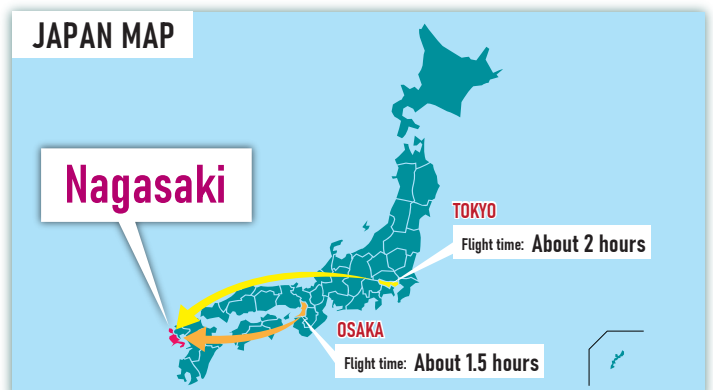 JAPAN MAP
Nagasaki
TOKYO
Flight time: About 2 hours
OSAKA
Flight time: About 1.5 hours